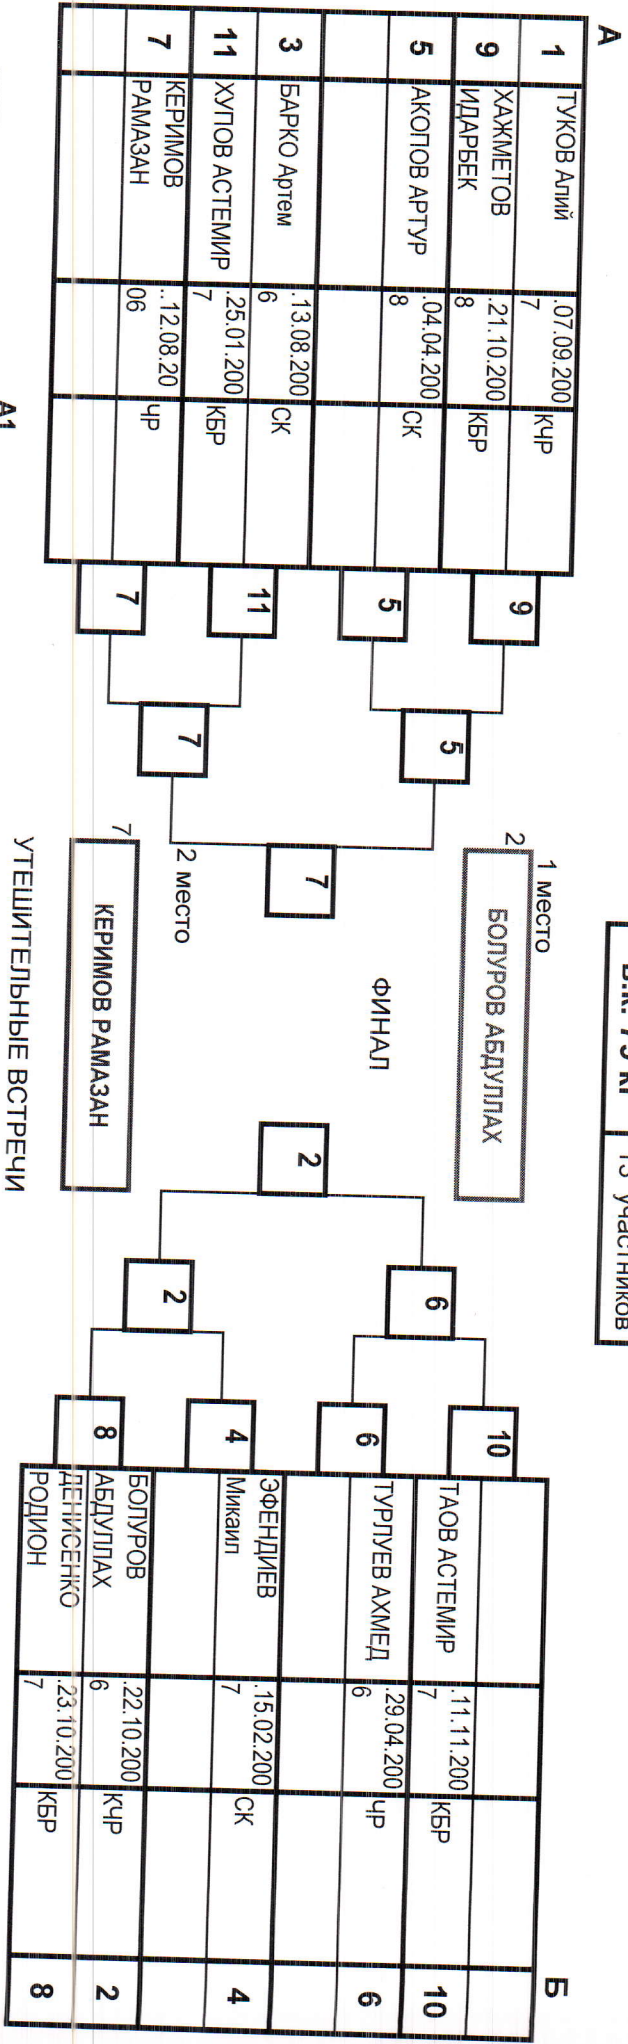 В.К. 75 кг
участников
А
1 ТУКОВ Алий .07.09.200
7 КЧР
9 ХАЖМЕТОВ
ИДАРБЕК .21.10.200
8 КБР
5 АКОПОВ АРТУР .04.04.200
8 СК
3 БАРКО Артем .13.08.200
6 СК
11 ХУПОВ АСТЕМИР .25.01.200
7 КБР
7 КЕРИМОВ
РАМАЗАН ..12.08.20
06 ЧР
А1
9
5
11
7
5
7
7
1 место
2
БОЛУРОВ АБДУЛЛАХ
ФИНАЛ
2 место
7
КЕРИМОВ РАМАЗАН
УТЕШИТЕЛЬНЫЕ ВСТРЕЧИ
2
6
2
10
6
4
8
Б
ТАОВ АСТЕМИР .11.11.200
7 КБР 10
ТУРЛУЕВ АХМЕД .29.04.200
6 ЧР 6
ЭФЕНДИЕВ
Микаил .15.02.200
7 СК 4
БОЛУРОВ
АБДУЛЛАХ .22.10.200
6 КЧР 2
ДЕНИСЕНКО
РОДИОН .23.10.200
7 КБР 8